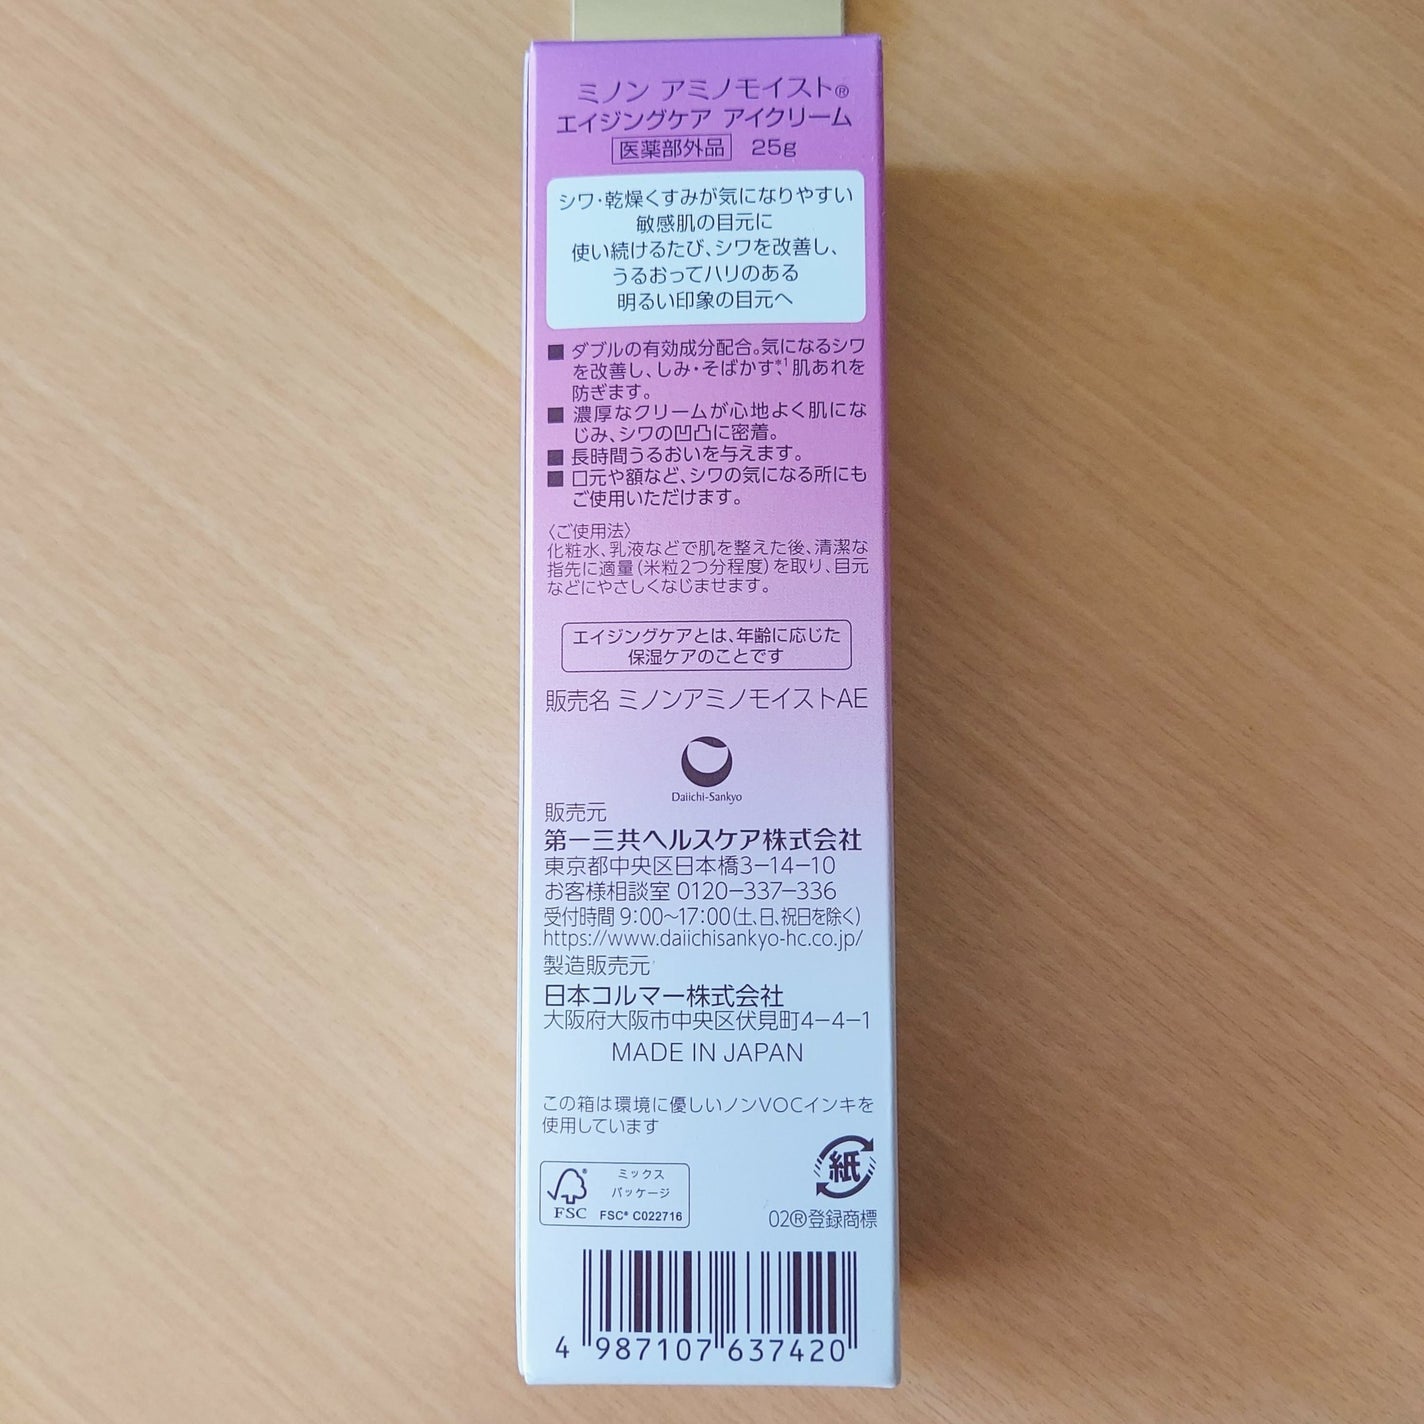 ミノン アミノモイスト®
エイジングケア アイクリーム
医薬部外品 25g
シワ・乾燥くすみが気になりやすい
敏感肌の目元に
使い続けるたび、シワを改善し、
うるおってハリのある
明るい印象の目元へ
■ ダブルの有効成分配合。気になるシワ
を改善し、しみ・そばかす*1、肌あれを
防ぎます。
■ 濃厚なクリームが心地よく肌にな
じみ、シワの凹凸に密着。
■ 長時間うるおいを与えます。
■ 口元や額など、シワの気になる所にも
ご使用いただけます。
〈ご使用法〉
化粧水、乳液などで肌を整えた後、清潔な
指先に適量(米粒2つ分程度)を取り、目元
などにやさしくなじませます。
エイジングケアとは、年齢に応じた
保湿ケアのことです
販売名 ミノンアミノモイストAE
Daiichi-Sankyo
販売元
第一三共ヘルスケア株式会社
東京都中央区日本橋3-14-10
お客様相談室 0120-337-336
受付時間 9:00~17:00(土、日、祝日を除く)
https://www.daiichisankyo-hc.co.jp/
製造販売元
日本コルマー株式会社
大阪府大阪市中央区伏見町4-4-1
MADE IN JAPAN
この箱は環境に優しいノンVOCインキを
使用しています
ミックス
パッケージ
FSC® C022716
FSC
紙
02®登録商標
4 987107 637420